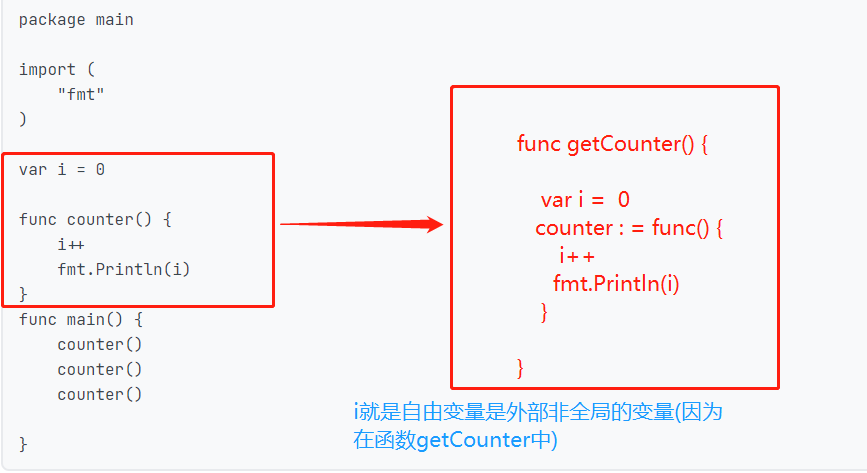 package main
import (
"fmt"
)
var i = 0
func counter() {
i++
fmt.Println(i)
}
func main() {
counter()
counter()
counter()
}
func getCounter() {
var i =  0
counter : = func() {
i++
fmt.Println(i)
}
}
i就是自由变量是外部非全局的变量(因为
在函数getCounter中)